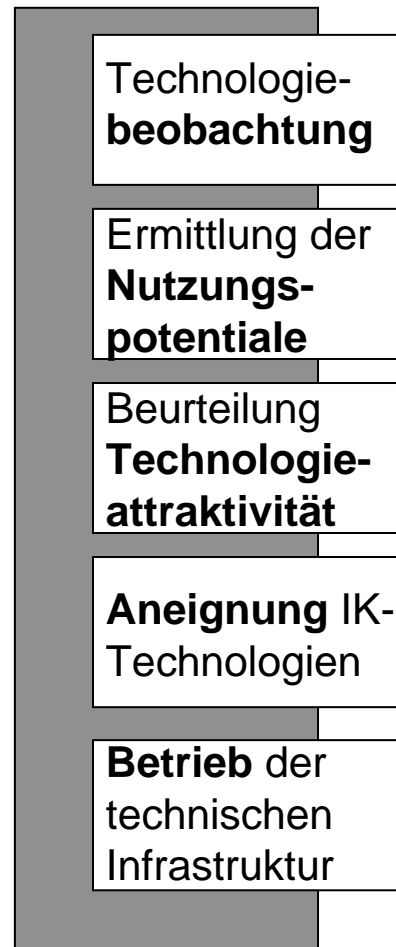 Technologie-
beobachtung
Ermittlung der
Nutzungs-
potentiale
Beurteilung
Technologie-
attraktivität
Aneignung IK-
Technologien
Betrieb der
technischen
Infrastruktur